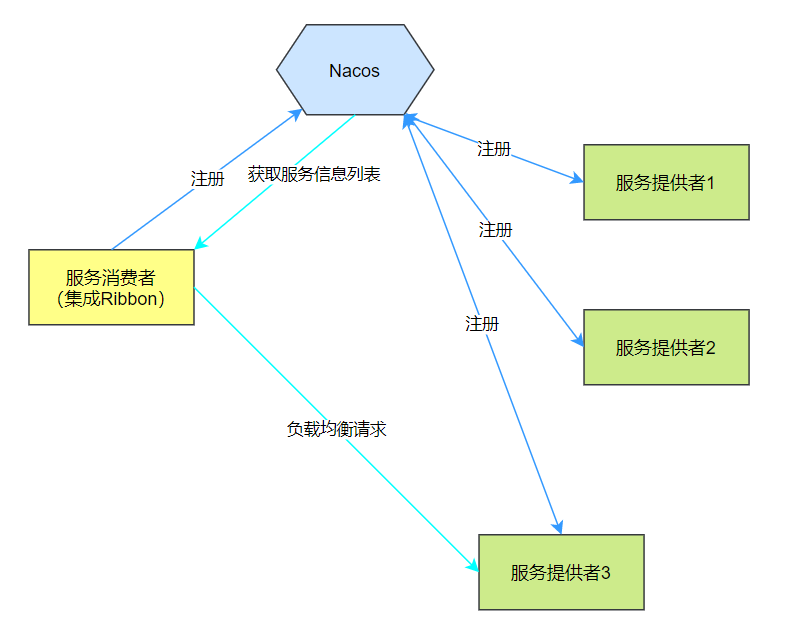 Nacos
注册
获取服务信息列表
注册
服务提供者1
注册
服务消费者
（集成Ribbon）
注册
服务提供者2
负载均衡请求
服务提供者3